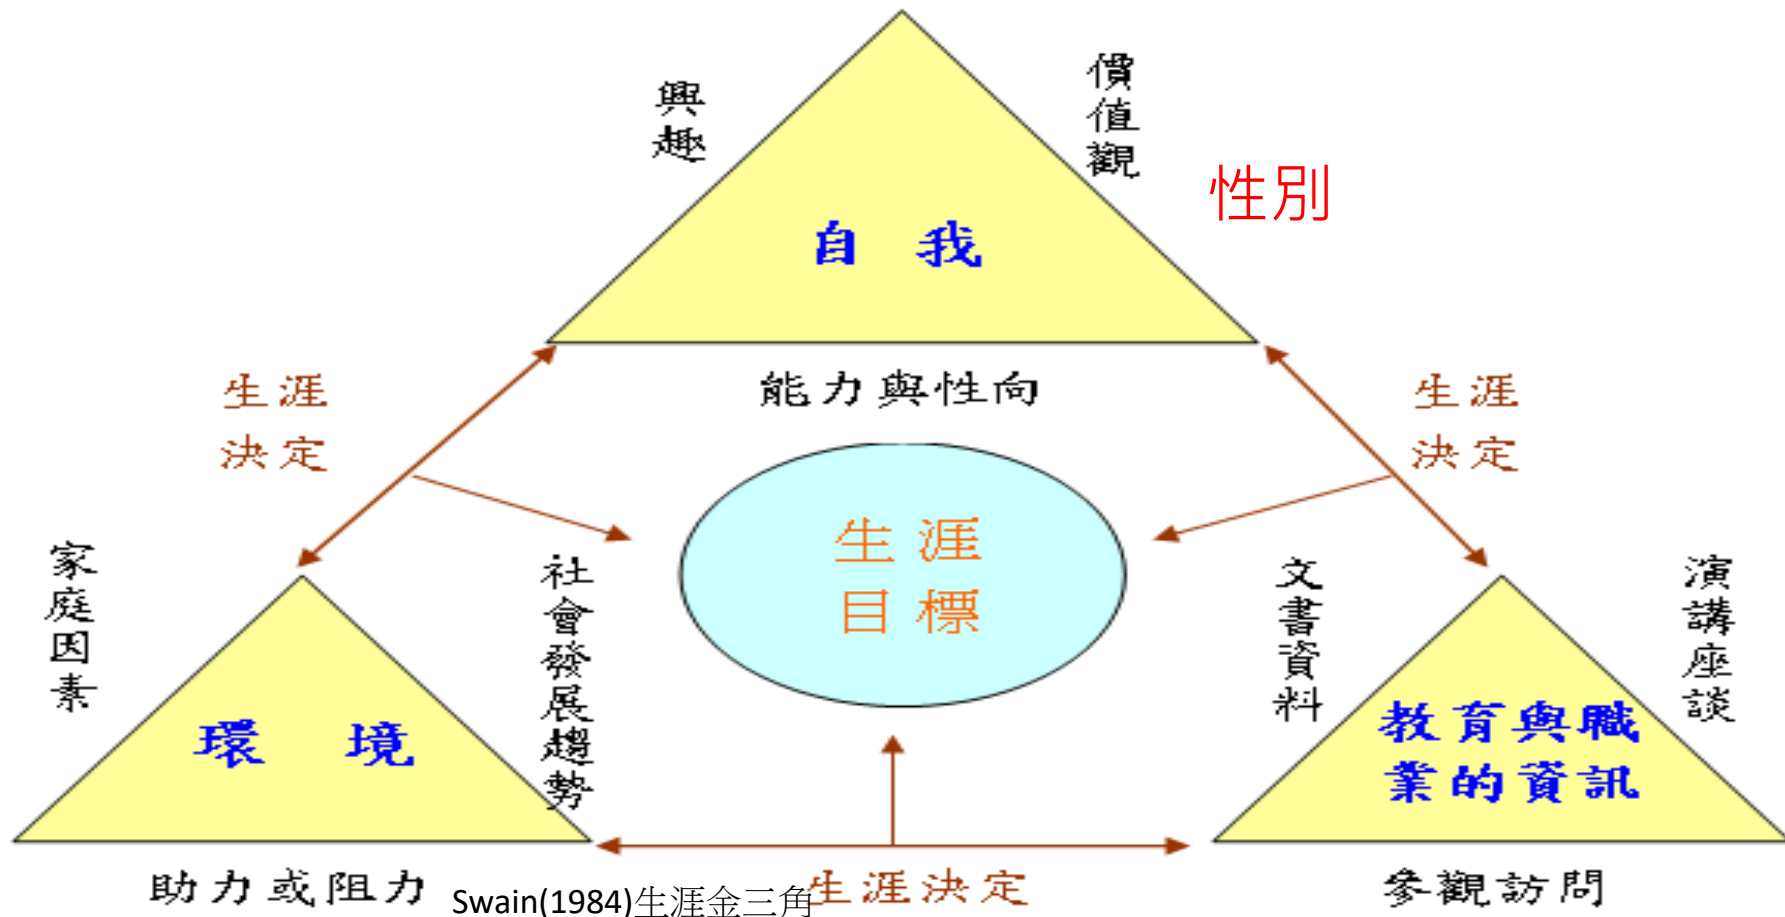 興趣
價值觀
性別
自我
能力與性向
生涯
決定
生涯
決定
生涯
目標
家庭因素
社會發展趨勢
環境
助力或阻力
文書資料
演講座談
教育與職
業的資訊
參觀訪問
生涯決定
Swain(1984)生涯金三角